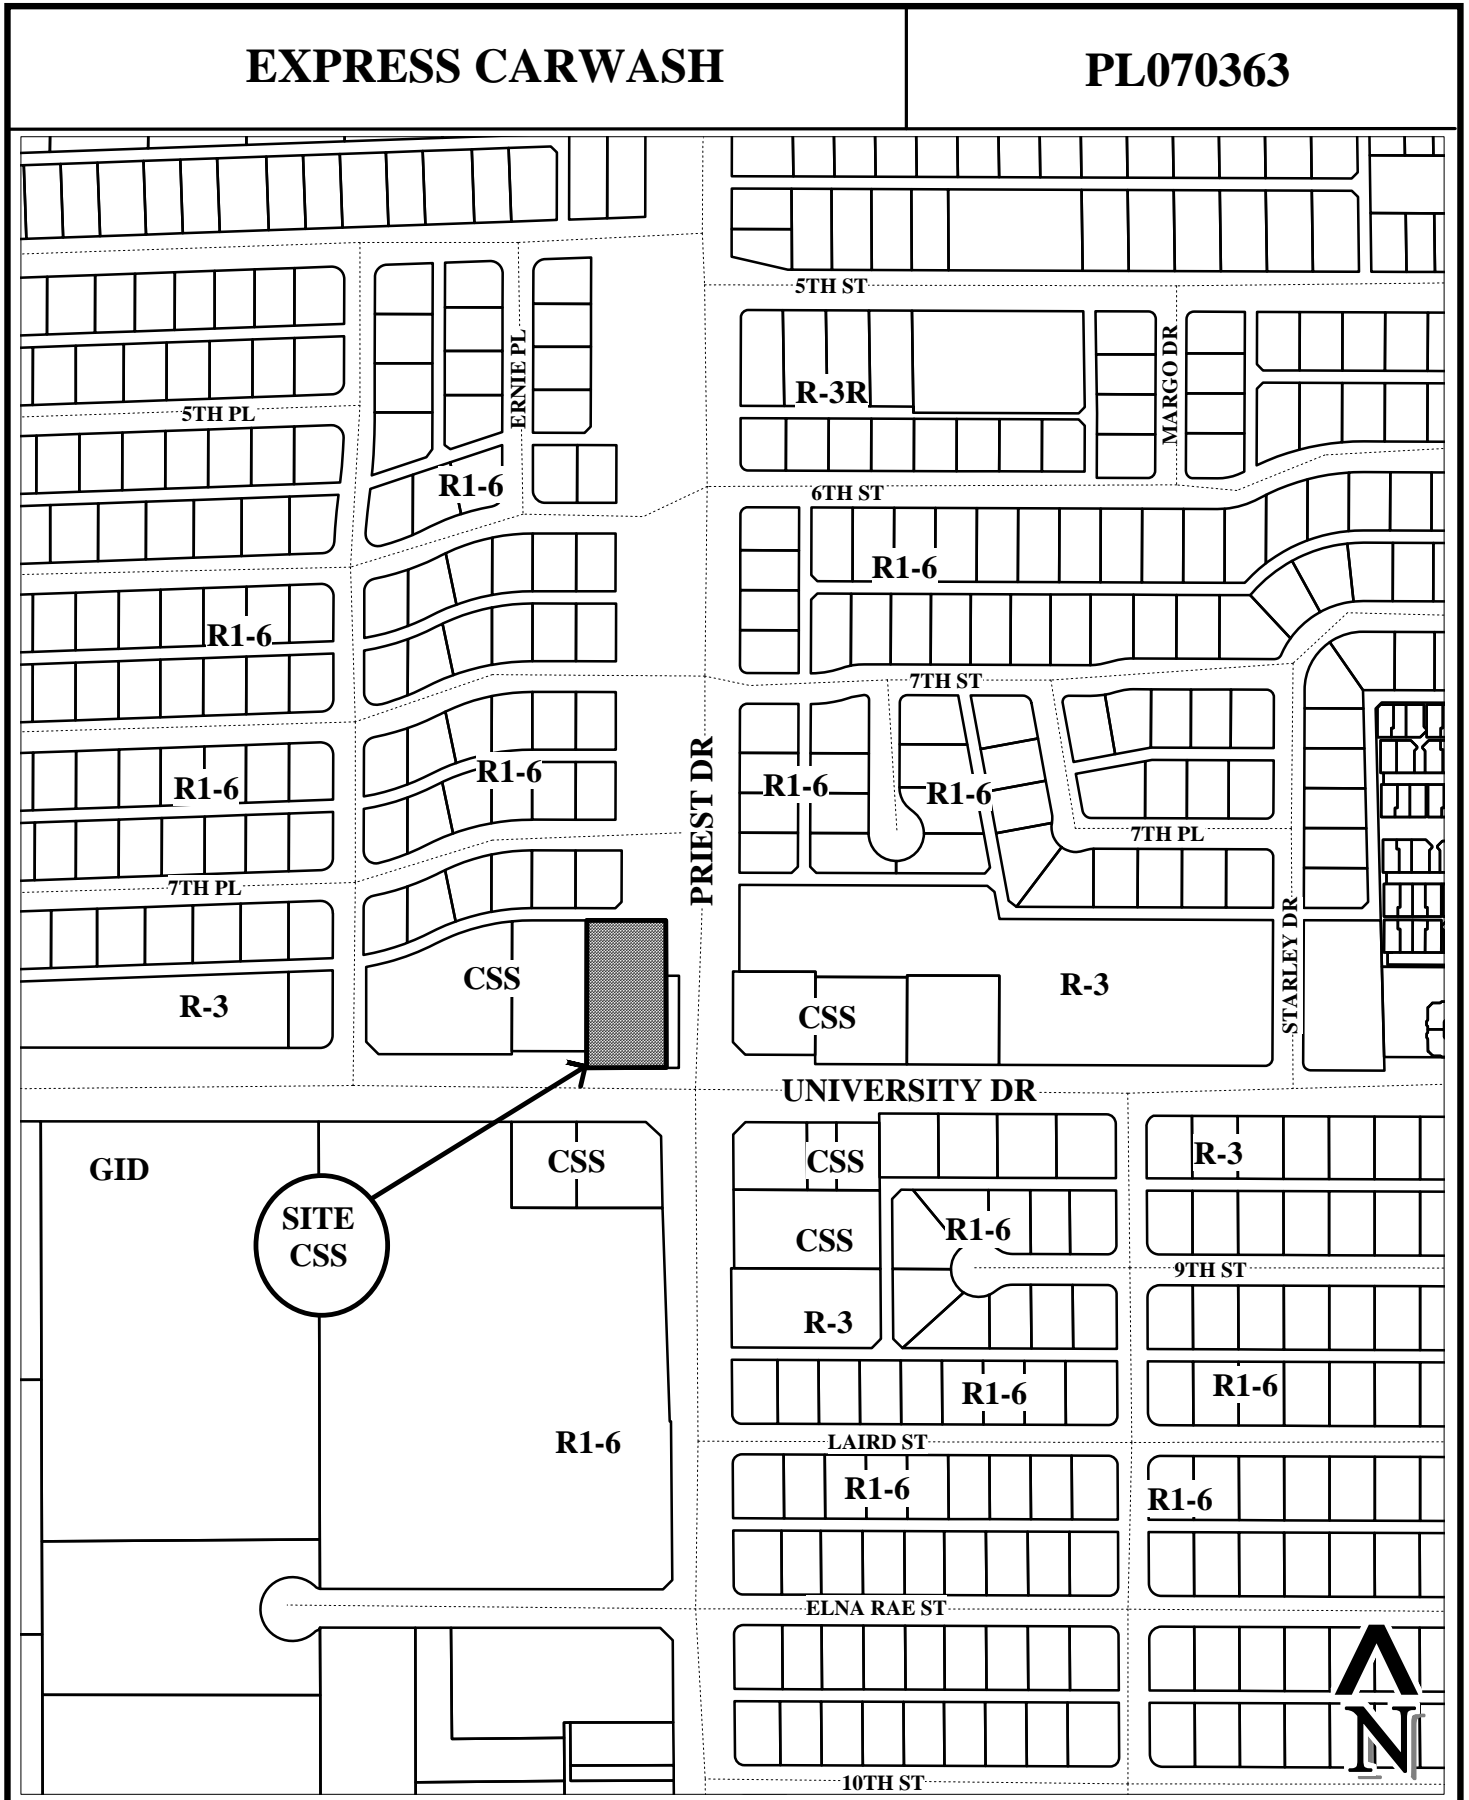 EXPRESS CARWASH
PL070363
5TH ST
ERNIE PL
MARGO DR
R-3R
5TH PL
R1-6
6TH ST
R1-6
R1-6
7TH ST
PRIEST DR
R1-6
R1-6
R1-6
R1-6
7TH PL
7TH PL
STARLEY DR
CSS
R-3
R-3
CSS
UNIVERSITY DR
GID
CSS
CSS
R-3
SITE
CSS
CSS
R1-6
9TH ST
R-3
R1-6
R1-6
R1-6
LAIRD ST
R1-6
R1-6
ELNA RAE ST
N
10TH ST